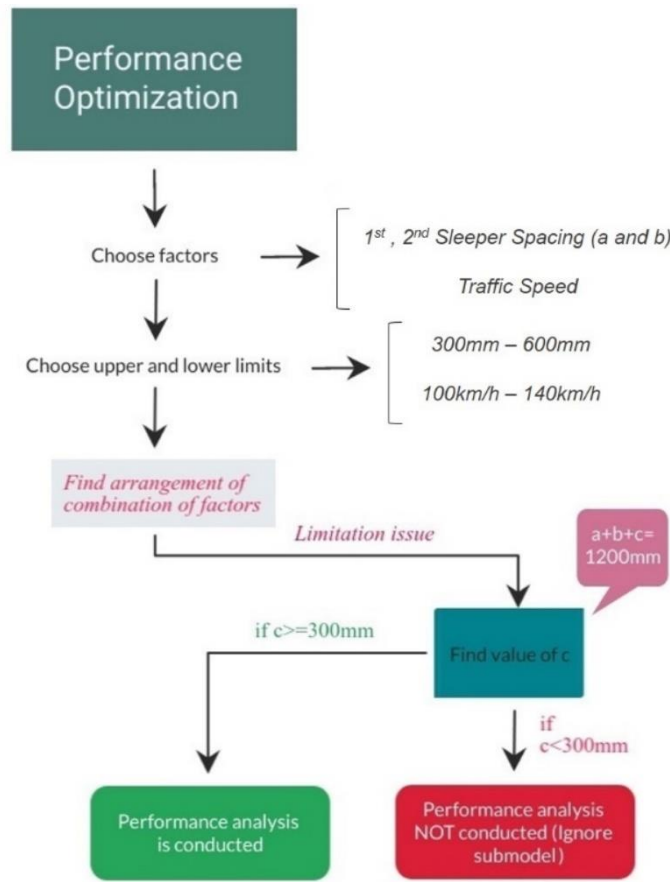 Performance
Optimization
Choose factors
1st , 2nd Sleeper Spacing (a and b)
Traffic Speed
Choose upper and lower limits
300mm – 600mm
100km/h – 140km/h
Find arrangement of
combination of factors
Limitation issue
a+b+c=
1200mm
if c>=300mm
Find value of c
if
c<300mm
Performance analysis
is conducted
Performance analysis
NOT conducted (Ignore
submodel)